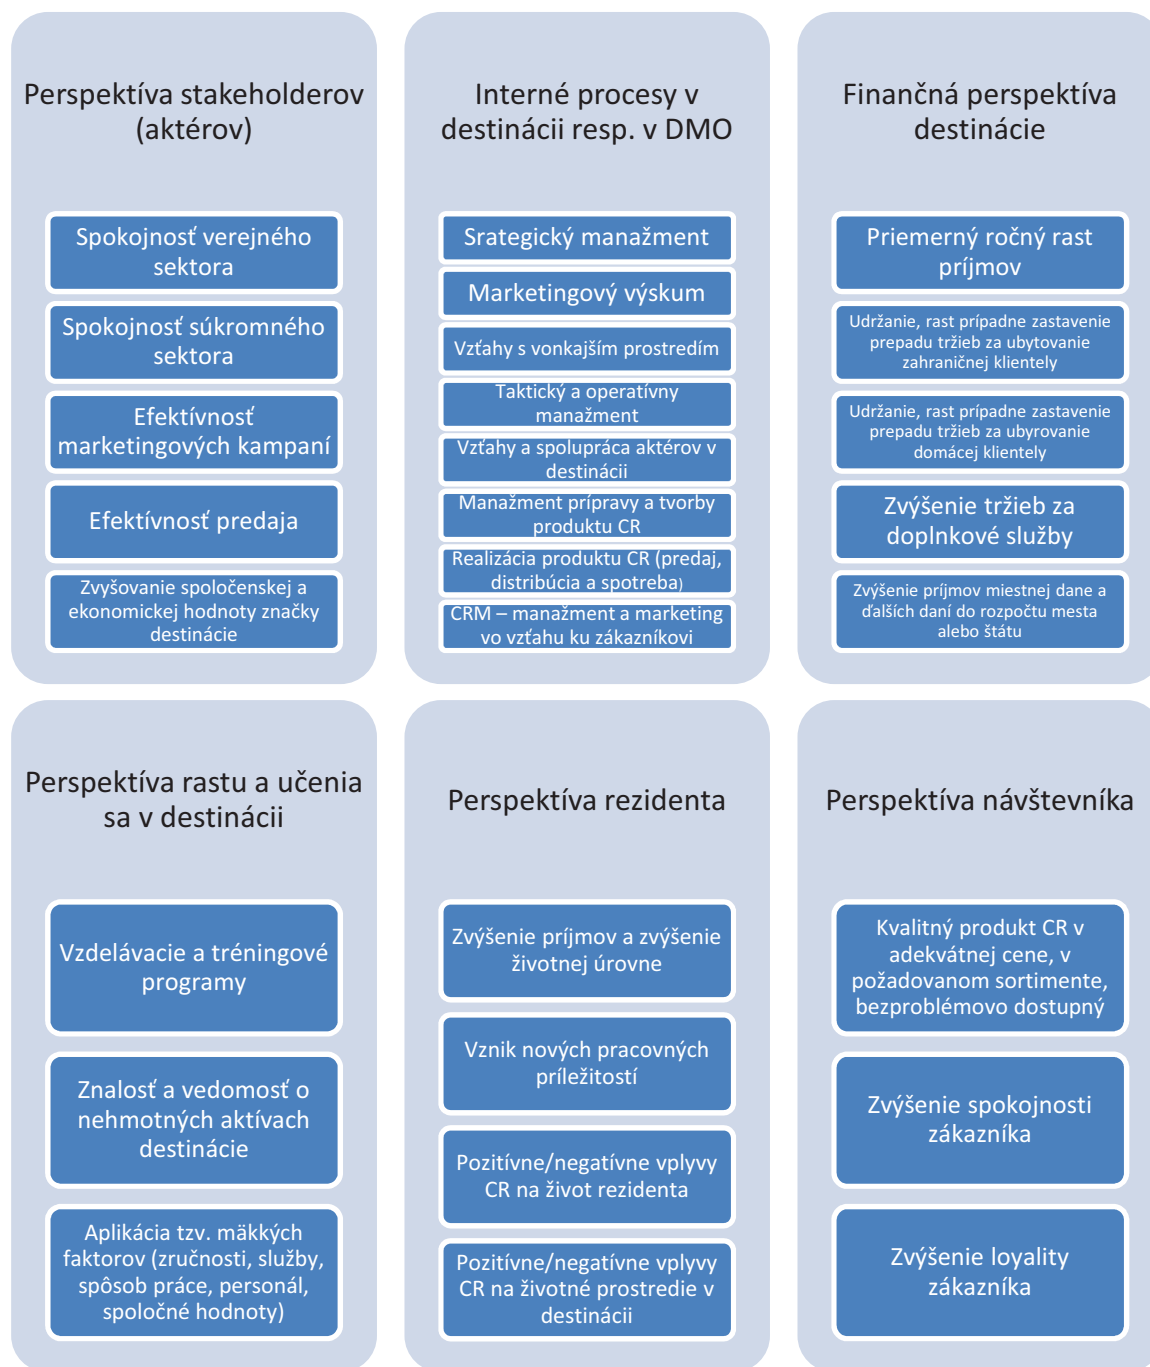 Perspektíva stakeholderov
(aktérov)
Spokojnosť verejného
sektora
Spokojnosť súkromného
sektora
Efektívnosť
marketingových kampaní
Efektívnosť predaja
Zvyšovanie spoločenskej a
ekonomickej hodnoty značky
destinácie
Interné procesy v
destinácii resp. v DMO
Srategický manažment
Marketingový výskum
Vzťahy s vonkajším prostredím
Taktický a operatívny
manažment
Vzťahy a spolupráca aktérov v
destinácii
Manažment prípravy a tvorby
produktu CR
Realizácia produktu CR (predaj,
distribúcia a spotreba)
CRM – manažment a marketing
vo vzťahu ku zákazníkovi
Finančná perspektíva
destinácie
Priemerný ročný rast
príjmov
Udržanie, rast prípadne zastavenie
prepadu tržieb za ubytovanie
zahraničnej klientely
Udržanie, rast prípadne zastavenie
prepadu tržieb za ubyrovanie
domácej klientely
Zvýšenie tržieb za
doplnkové služby
Zvýšenie príjmov miestnej dane a
ďalších daní do rozpočtu mesta
alebo štátu
Perspektíva rastu a učenia
sa v destinácii
Vzdelávacie a tréningové
programy
Znalosť a vedomosť o
nehmotných aktívach
destinácie
Aplikácia tzv. mäkkých
faktorov (zručnosti, služby,
spôsob práce, personál,
spoločné hodnoty)
Perspektíva rezidenta
Zvýšenie príjmov a zvýšenie
životnej úrovne
Vznik nových pracovných
príležitostí
Pozitívne/negatívne vplyvy
CR na život rezidenta
Pozitívne/negatívne vplyvy
CR na životné prostredie v
destinácii
Perspektíva návštevníka
Kvalitný produkt CR v
adekvátnej cene, v
požadovanom sortimente,
bezproblémovo dostupný
Zvýšenie spokojnosti
zákazníka
Zvýšenie loyality
zákazníka